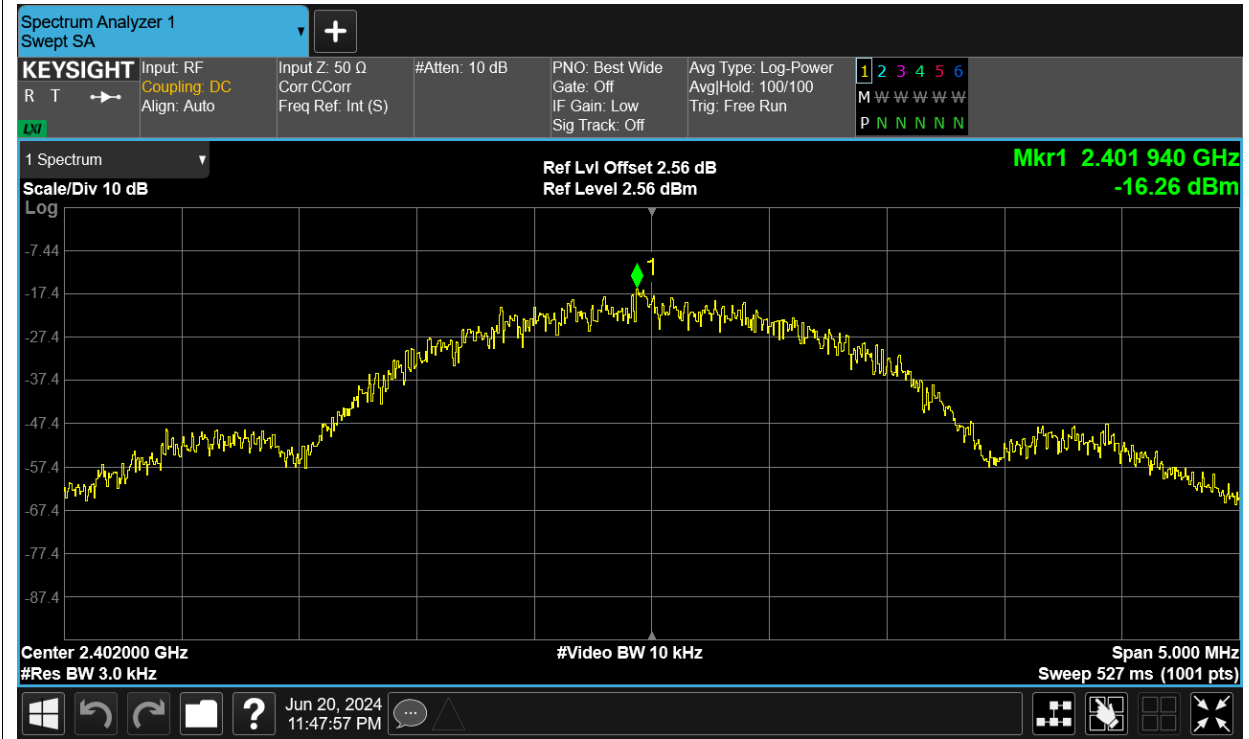 Spectrum Analyzer 1
Swept SA
KEYSIGHT
R T
LXI
Input: RF
Coupling: DC
Align: Auto
Input Z: 50 Ω
Corr CCorr
Freq Ref: Int (S)
#Atten: 10 dB
PNO: Best Wide
Gate: Off
IF Gain: Low
Sig Track: Off
Avg Type: Log-Power
Avg|Hold: 100/100
Trig: Free Run
1 2 3 4 5 6
M W W W W W
P N N N N N
1 Spectrum
Scale/Div 10 dB
Ref Lvl Offset 2.56 dB
Ref Level 2.56 dBm
Mkr1 2.401 940 GHz
-16.26 dBm
Log
1
-7.44
-17.4
-27.4
-37.4
-47.4
-57.4
-67.4
-77.4
-87.4
Center 2.402000 GHz
#Video BW 10 kHz
Span 5.000 MHz
#Res BW 3.0 kHz
Sweep 527 ms (1001 pts)
?
Jun 20, 2024
11:47:57 PM